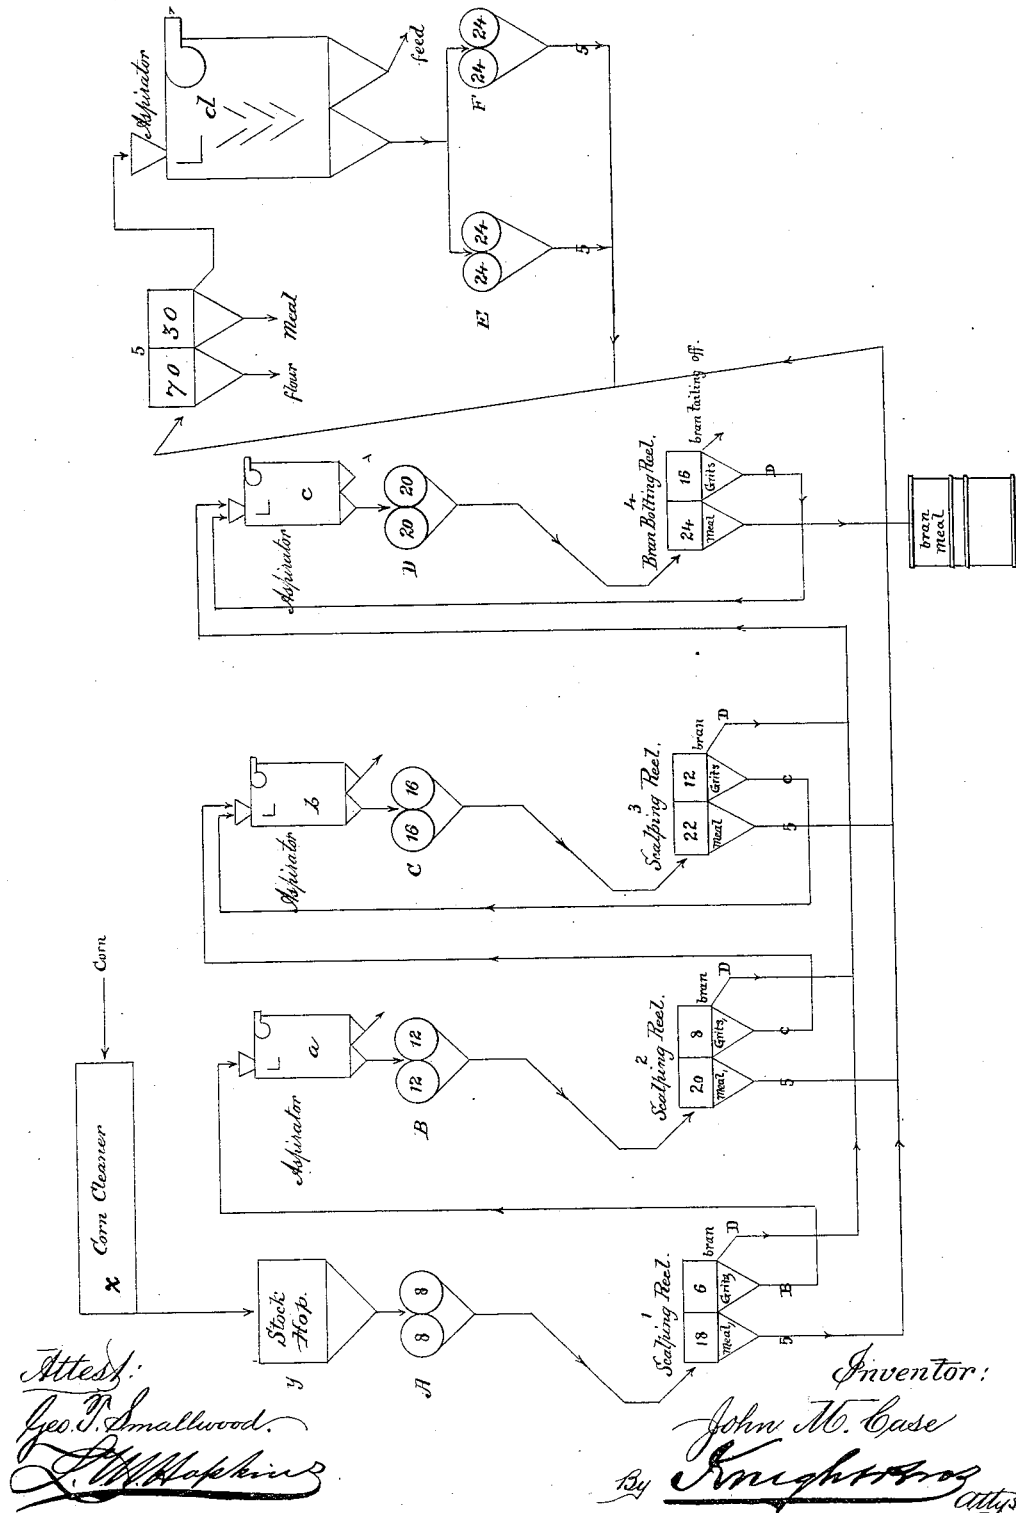 Corn
x Corn Cleaner
y
Stock Hop.
A
8 8
1
Scalping Reel.
18 6
Meal, Grits,
bran
5 B D
Aspirator
a
B
12 12
2
Scalping Reel.
20 8
Meal, Grits,
bran
5 C D
Aspirator
b
C
16 16
3
Scalping Reel.
22 12
Meal Grits
bran
5 C D
Aspirator
c
D
20 20
4
Bran Bolting Reel.
24 16
Meal Grits
bran tailing off.
D
bran meal
5
70 30
flour Meal
Aspirator
d
feed
E
24 24
5
F
24 24
5
Attest:
Geo. T. Smallwood.
L. M. Hopkins
Inventor:
John M. Case
By Knight Bros
Attys